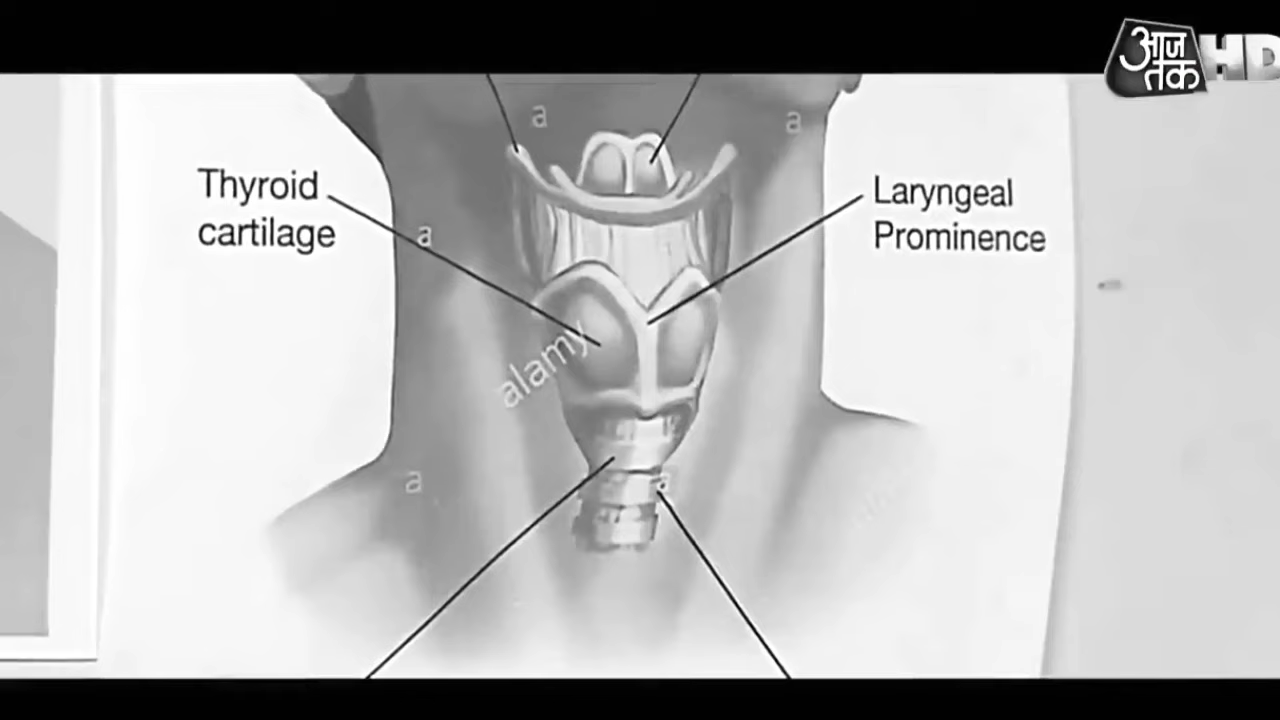 आज
तक
HD
a
a
Thyroid
cartilage
Laryngeal
Prominence
a
alamy
a
a